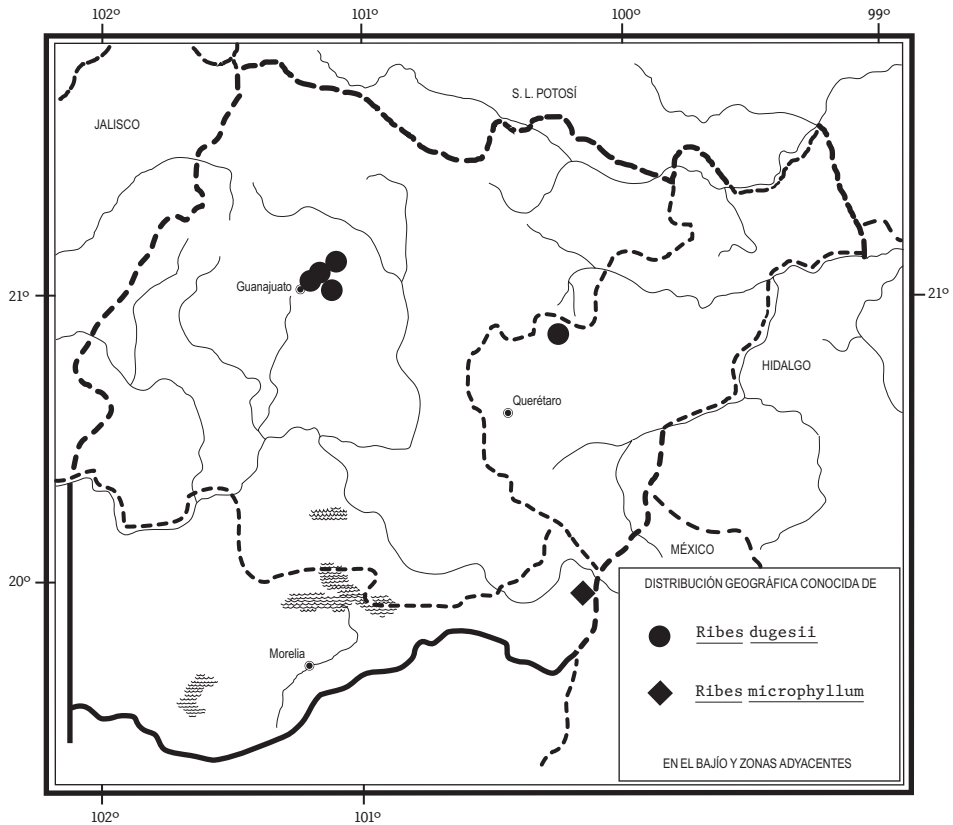 102º 101º 100º 99º
S. L. POTOSÍ
JALISCO
Guanajuato
21º 21º
HIDALGO
Querétaro
MÉXICO
20º
DISTRIBUCIÓN GEOGRÁFICA CONOCIDA DE
Ribes dugesii
Morelia
Ribes microphyllum
EN EL BAJÍO Y ZONAS ADYACENTES
102º 101º